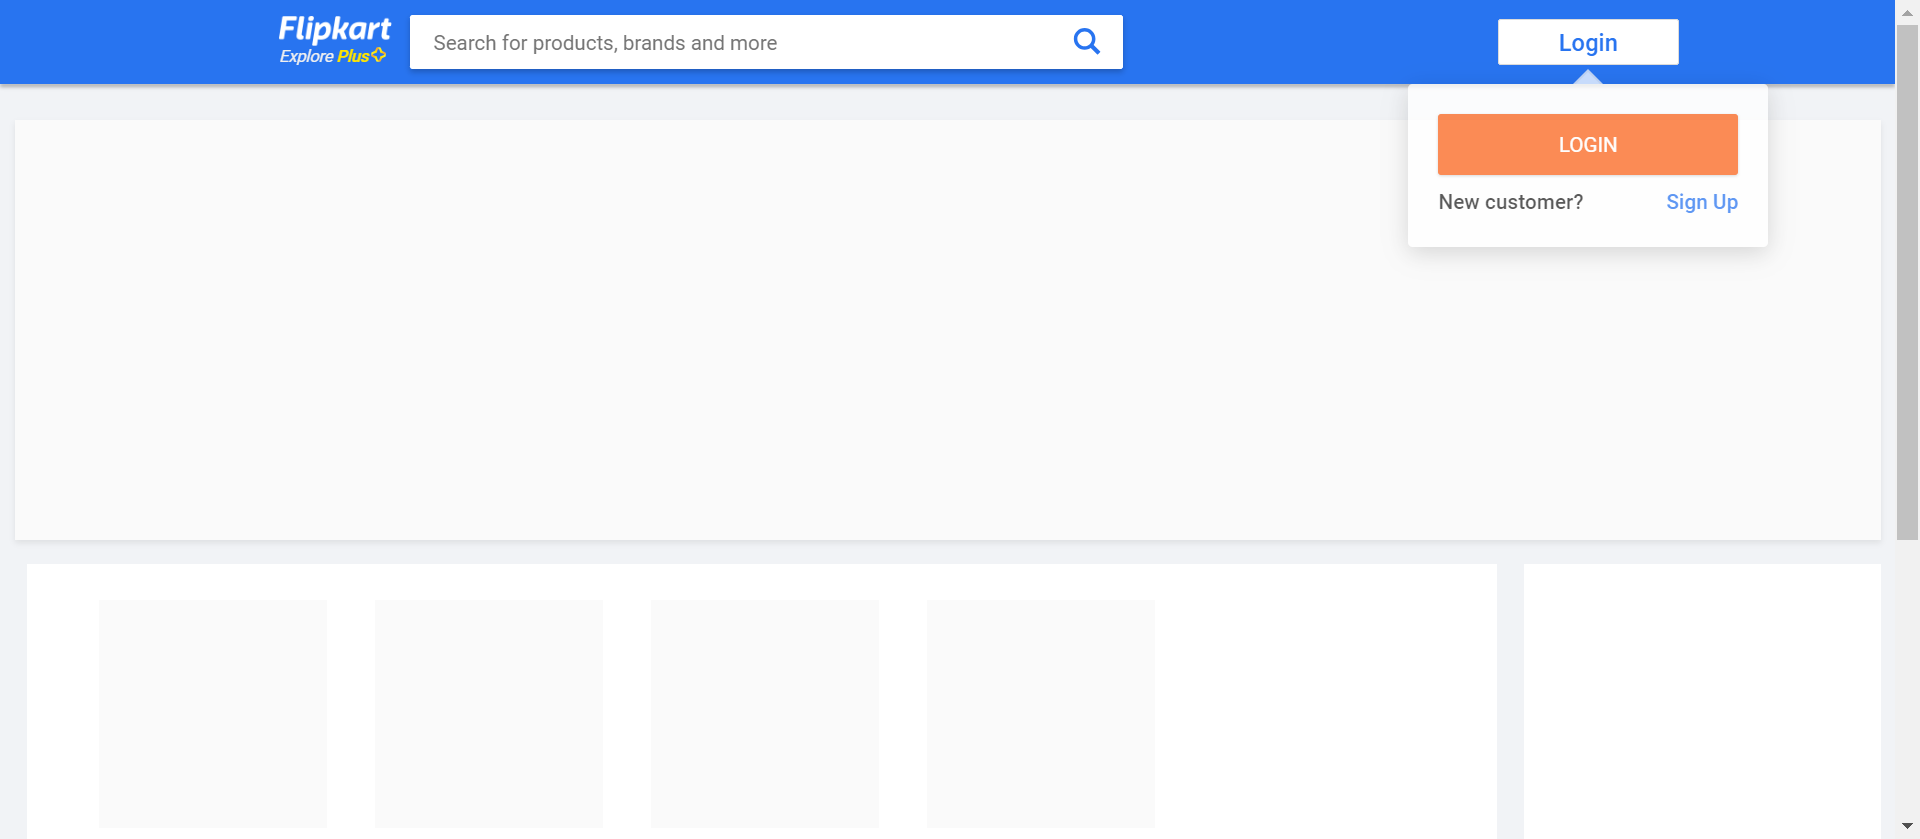 Flipkart
Explore Plus
Search for products, brands and more
Login
LOGIN
New customer? Sign Up